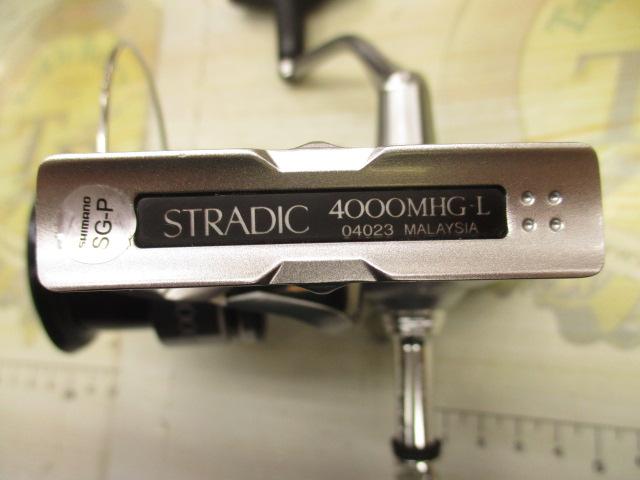 SHIMANO
SG-P
STRADIC 4000MHG-L
04023 MALAYSIA